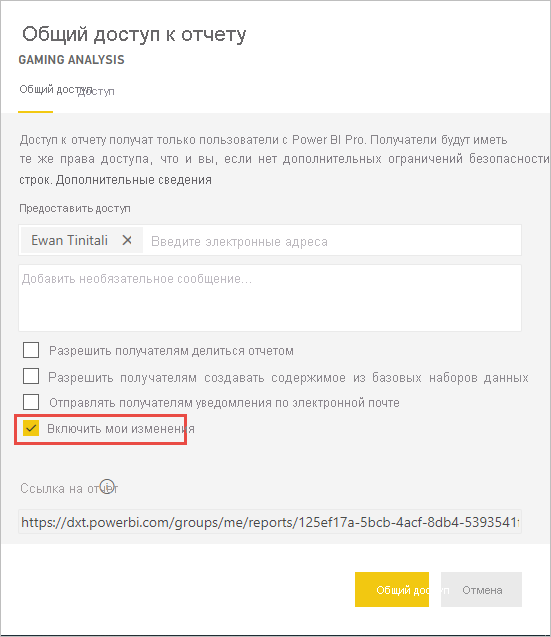 Общий доступ к отчету
GAMING ANALYSIS
Общий доступ
Доступ
Доступ к отчету получат только пользователи с Power BI Pro. Получатели будут иметь
те же права доступа, что и вы, если нет дополнительных ограничений безопасности
строк. Дополнительные сведения
Предоставить доступ
Ewan Tinitali Введите электронные адреса
Добавить необязательное сообщение...
Разрешить получателям делиться отчетом
Разрешить получателям создавать содержимое из базовых наборов данных
Отправлять получателям уведомления по электронной почте
Включить мои изменения
Ссылка на отчет
https://dxt.powerbi.com/groups/me/reports/125ef17a-5bcb-4acf-8db4-5393541
Общий доступ Отмена